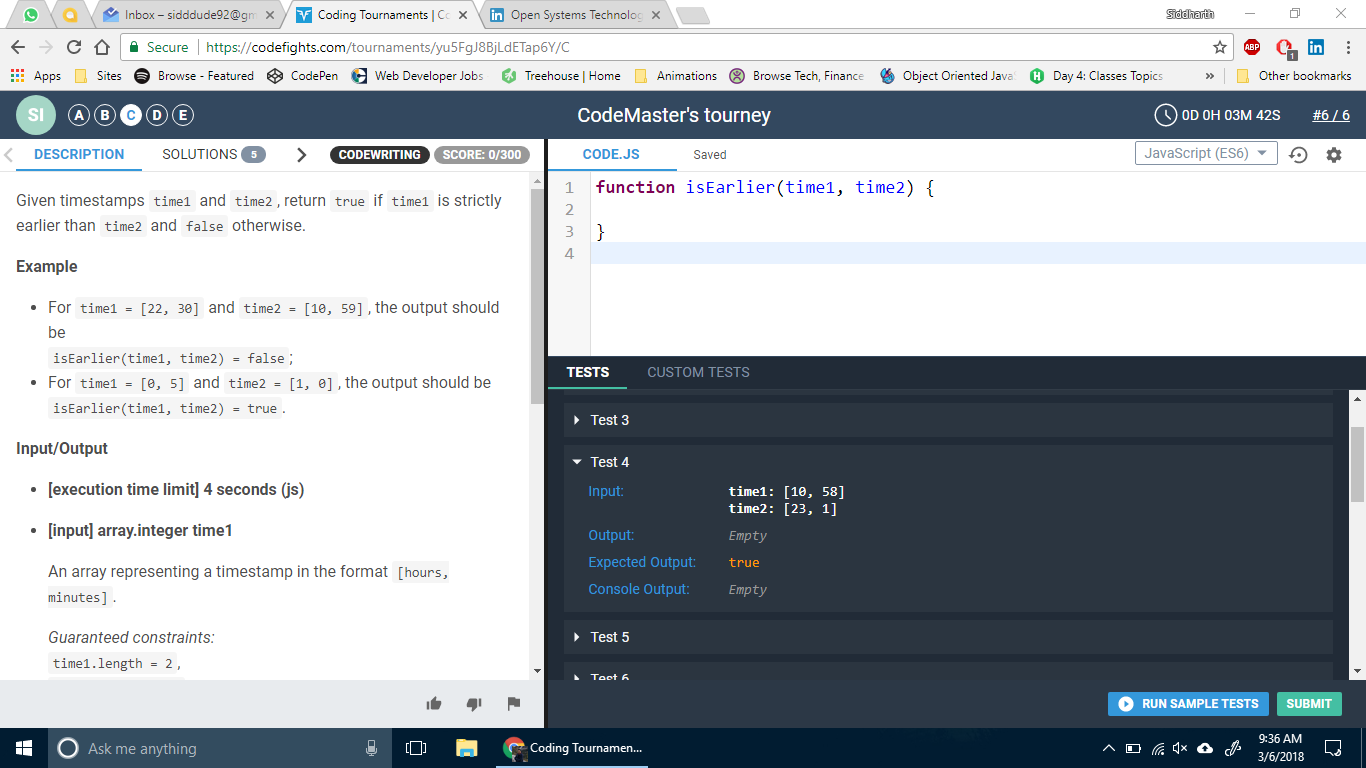 Inbox – sidddude92@gm
Coding Tournaments | Co
Open Systems Technolog
Siddharth
Secure
https://codefights.com/tournaments/yu5FgJ8BjLdETap6Y/C
ABP
1
Apps
Sites
Browse - Featured
CodePen
Web Developer Jobs
Treehouse | Home
Animations
Browse Tech, Finance
Object Oriented Java
Day 4: Classes Topics
»
Other bookmarks
SI
A B C D E
CodeMaster's tourney
0D 0H 03M 42S
#6 / 6
DESCRIPTION
SOLUTIONS 5
CODEWRITING
SCORE: 0/300
Given timestamps time1 and time2, return true if time1 is strictly
earlier than time2 and false otherwise.
Example
• For time1 = [22, 30] and time2 = [10, 59], the output should
be
isEarlier(time1, time2) = false;
• For time1 = [0, 5] and time2 = [1, 0], the output should be
isEarlier(time1, time2) = true.
Input/Output
• [execution time limit] 4 seconds (js)
• [input] array.integer time1
An array representing a timestamp in the format [hours,
minutes].
Guaranteed constraints:
time1.length = 2,
CODE.JS
Saved
JavaScript (ES6)
1 function isEarlier(time1, time2) {
2
3 }
4
TESTS
CUSTOM TESTS
Test 3
Test 4
Input:
time1: [10, 58]
time2: [23, 1]
Output:
Empty
Expected Output:
true
Console Output:
Empty
Test 5
Test 6
RUN SAMPLE TESTS
SUBMIT
Ask me anything
Coding Tournamen...
9:36 AM
3/6/2018